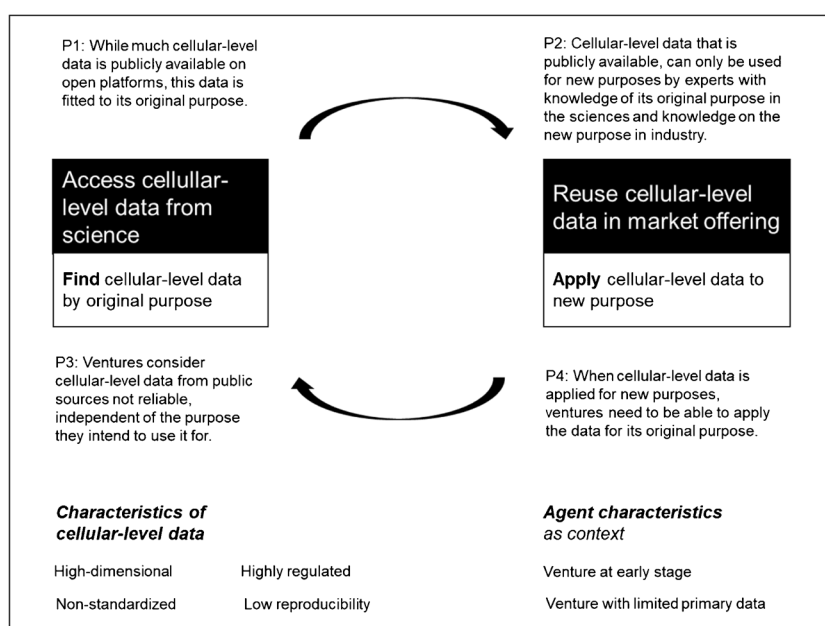 P1: While much cellular-level
data is publicly available on
open platforms, this data is
fitted to its original purpose.
P2: Cellular-level data that is
publicly available, can only be used
for new purposes by experts with
knowledge of its original purpose in
the sciences and knowledge on the
new purpose in industry.
Access cellullar-
level data from
science
Find cellular-level data
by original purpose
Reuse cellular-level
data in market offering
Apply cellular-level data to
new purpose
P3: Ventures consider
cellular-level data from public
sources not reliable,
independent of the purpose
they intend to use it for.
P4: When cellular-level data is
applied for new purposes,
ventures need to be able to apply
the data for its original purpose.
Characteristics of
cellular-level data
High-dimensional
Highly regulated
Non-standardized
Low reproducibility
Agent characteristics
as context
Venture at early stage
Venture with limited primary data